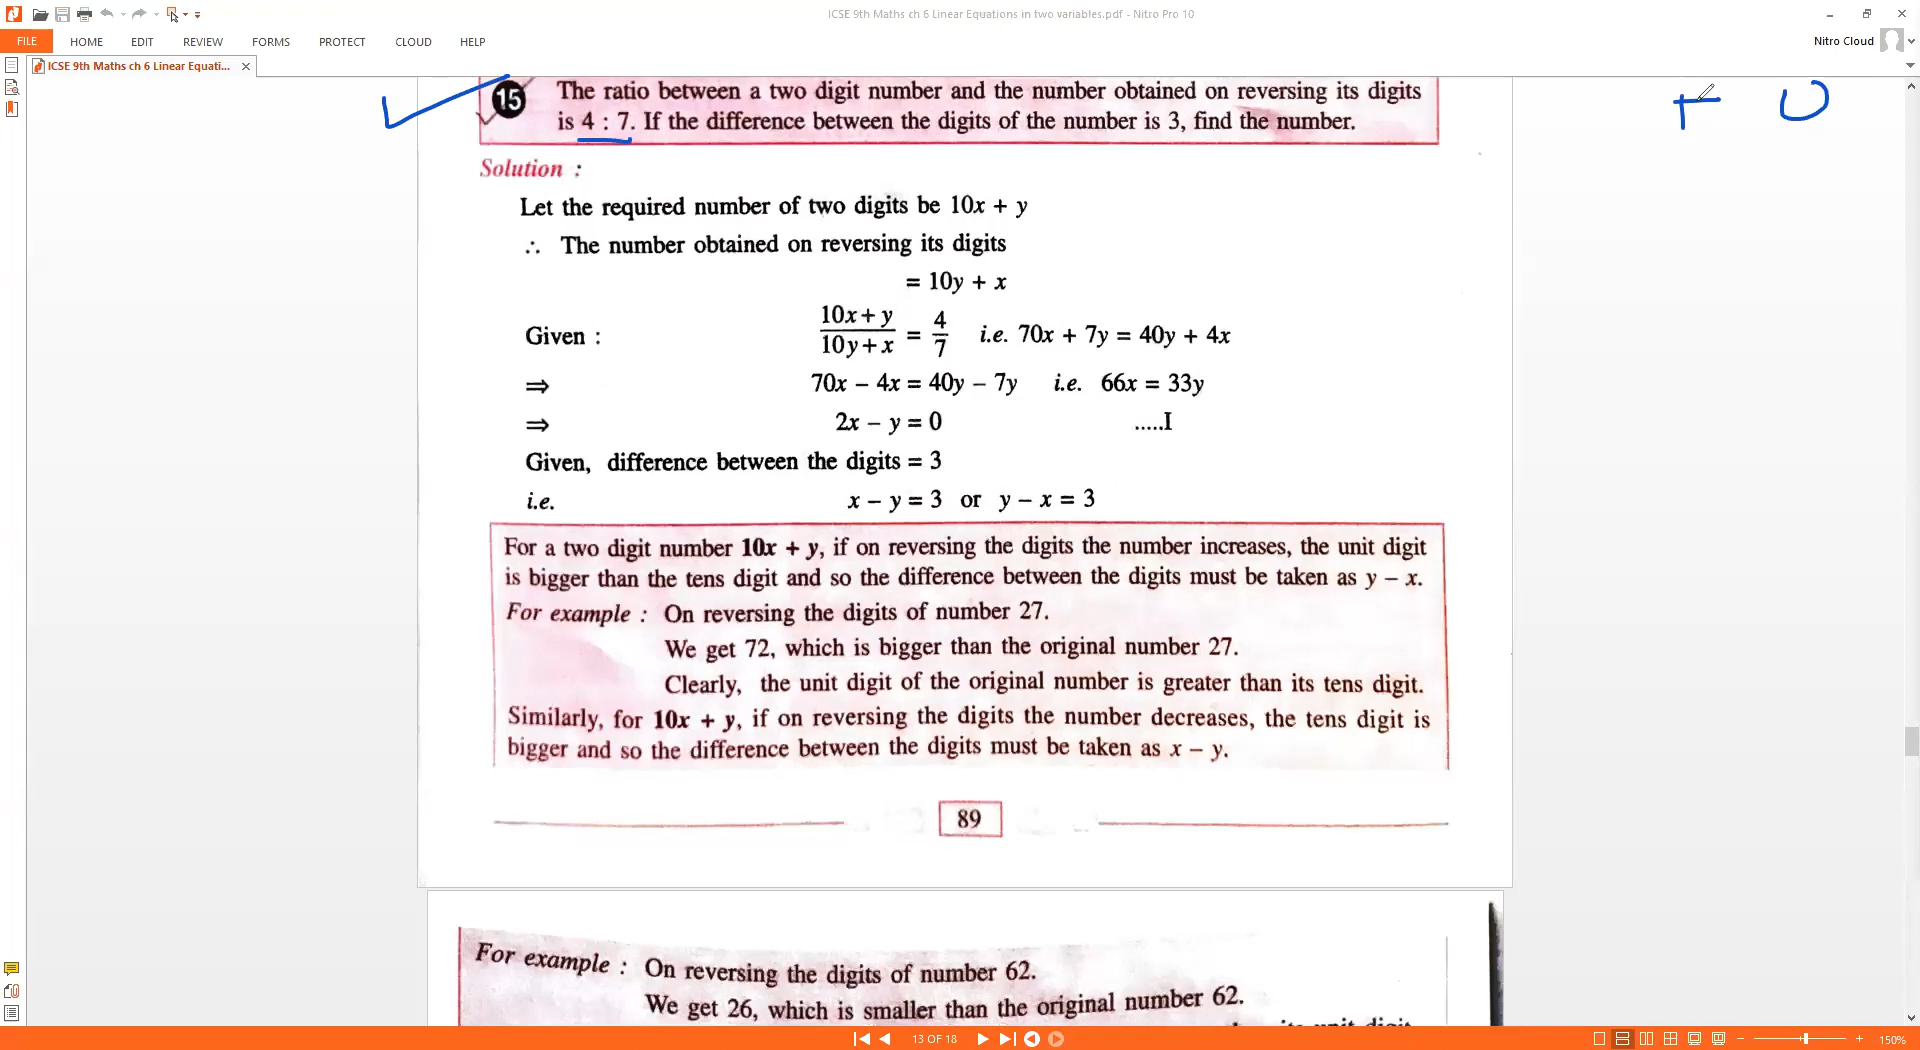 ICSE 9th Maths ch 6 Linear Equations in two variables.pdf - Nitro Pro 10
FILE HOME EDIT REVIEW FORMS PROTECT CLOUD HELP
Nitro Cloud
ICSE 9th Maths ch 6 Linear Equati...
15 The ratio between a two digit number and the number obtained on reversing its digits
is 4 : 7. If the difference between the digits of the number is 3, find the number.
T U
Solution :
Let the required number of two digits be 10x + y
∴ The number obtained on reversing its digits
= 10y + x
Given : (10x+y)/(10y+x) = 4/7 i.e. 70x + 7y = 40y + 4x
⇒ 70x – 4x = 40y – 7y i.e. 66x = 33y
⇒ 2x – y = 0 .....I
Given, difference between the digits = 3
i.e. x – y = 3 or y – x = 3
For a two digit number 10x + y, if on reversing the digits the number increases, the unit digit
is bigger than the tens digit and so the difference between the digits must be taken as y – x.
For example : On reversing the digits of number 27.
We get 72, which is bigger than the original number 27.
Clearly, the unit digit of the original number is greater than its tens digit.
Similarly, for 10x + y, if on reversing the digits the number decreases, the tens digit is
bigger and so the difference between the digits must be taken as x – y.
89
For example : On reversing the digits of number 62.
We get 26, which is smaller than the original number 62.
13 OF 18
150%